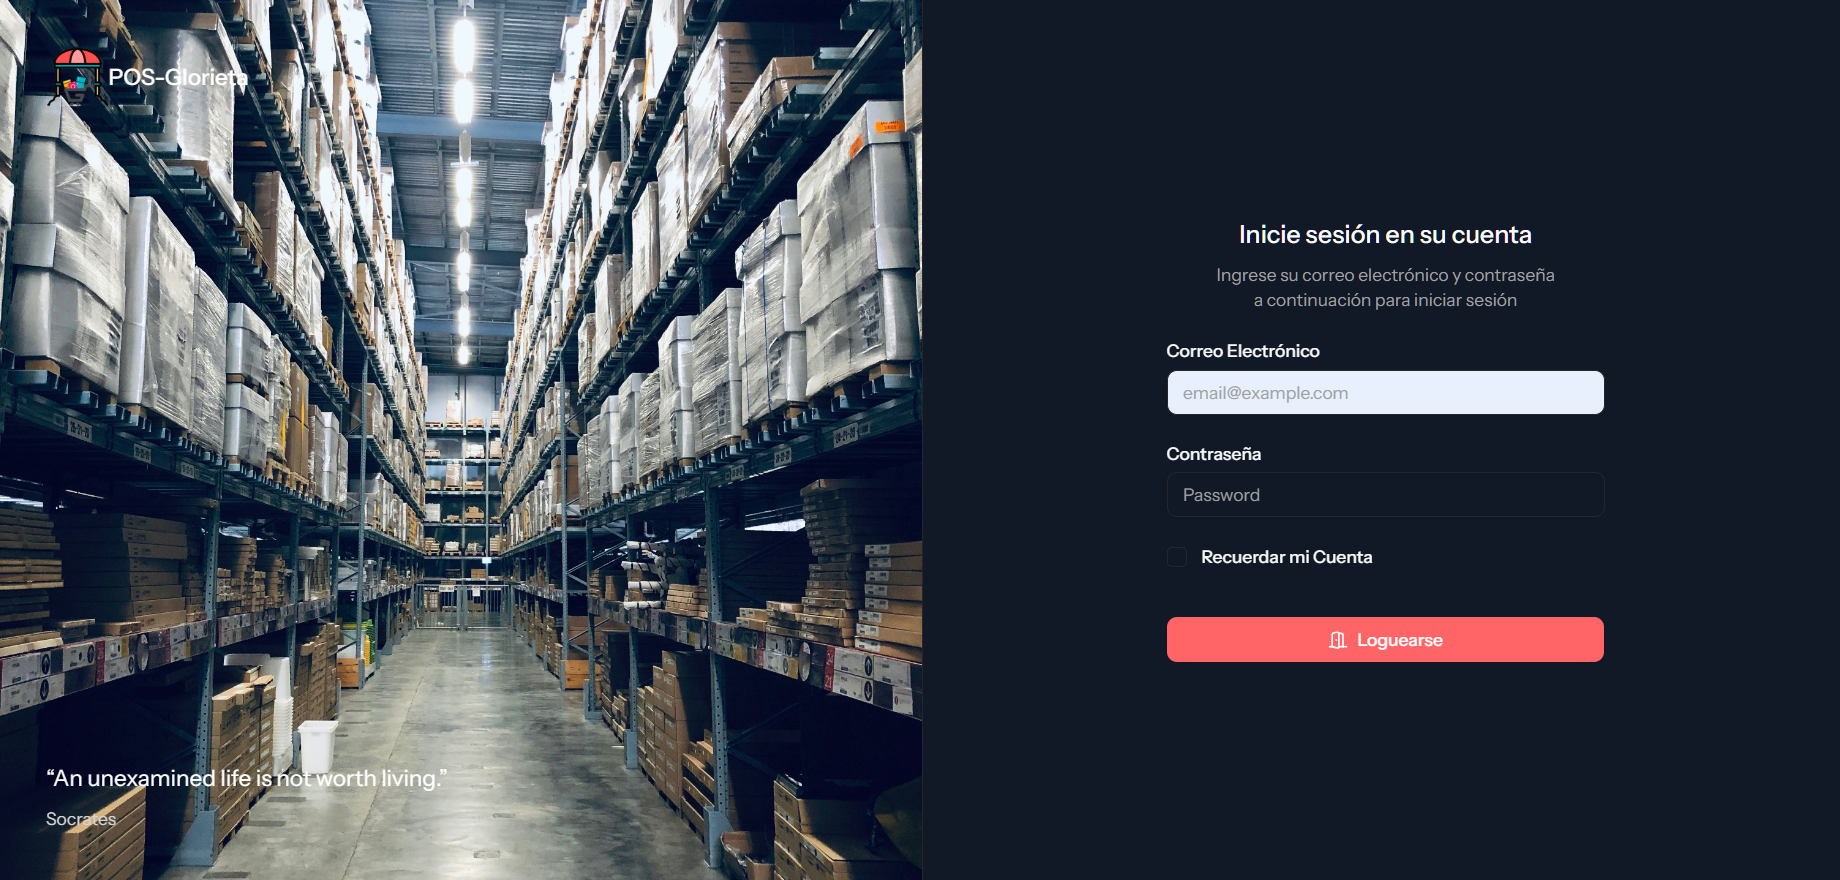 POS-Glorieta
“An unexamined life is not worth living.”
Socrates
Inicie sesión en su cuenta
Ingrese su correo electrónico y contraseña
a continuación para iniciar sesión
Correo Electrónico
email@example.com
Contraseña
Password
Recuerdar mi Cuenta
Loguearse